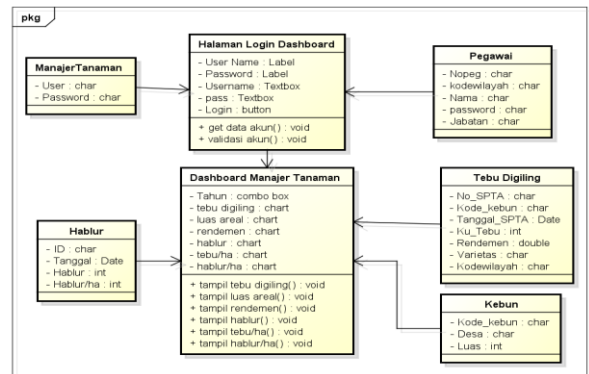 pkg
ManajerTanaman
- User : char
- Password : char
Halaman Login Dashboard
- User Name : Label
- Password : Label
- Username : Textbox
- pass : Textbox
- Login : button
+ get data akun() : void
+ validasi akun() : void
Pegawai
- Nopeg : char
- kodewilayah : char
- Nama : char
- password : char
- Jabatan : char
Dashboard Manajer Tanaman
- Tahun : combo box
- tebu digiling : chart
- luas areal : chart
- rendemen : chart
- hablur : chart
- tebu/ha : chart
- hablur/ha : chart
+ tampil tebu digiling() : void
+ tampil luas areal() : void
+ tampil rendemen() : void
+ tampil hablur() : void
+ tampil tebu/ha() : void
+ tampil hablur/ha() : void
Tebu Digiling
- No_SPTA : char
- Kode_kebun : char
- Tanggal_SPTA : Date
- Ku_Tebu : int
- Rendemen : double
- Varietas : char
- Kodewilayah : char
Hablur
- ID : char
- Tanggal : Date
- Hablur : int
- Hablur/ha : int
Kebun
- Kode_kebun : char
- Desa : char
- Luas : int